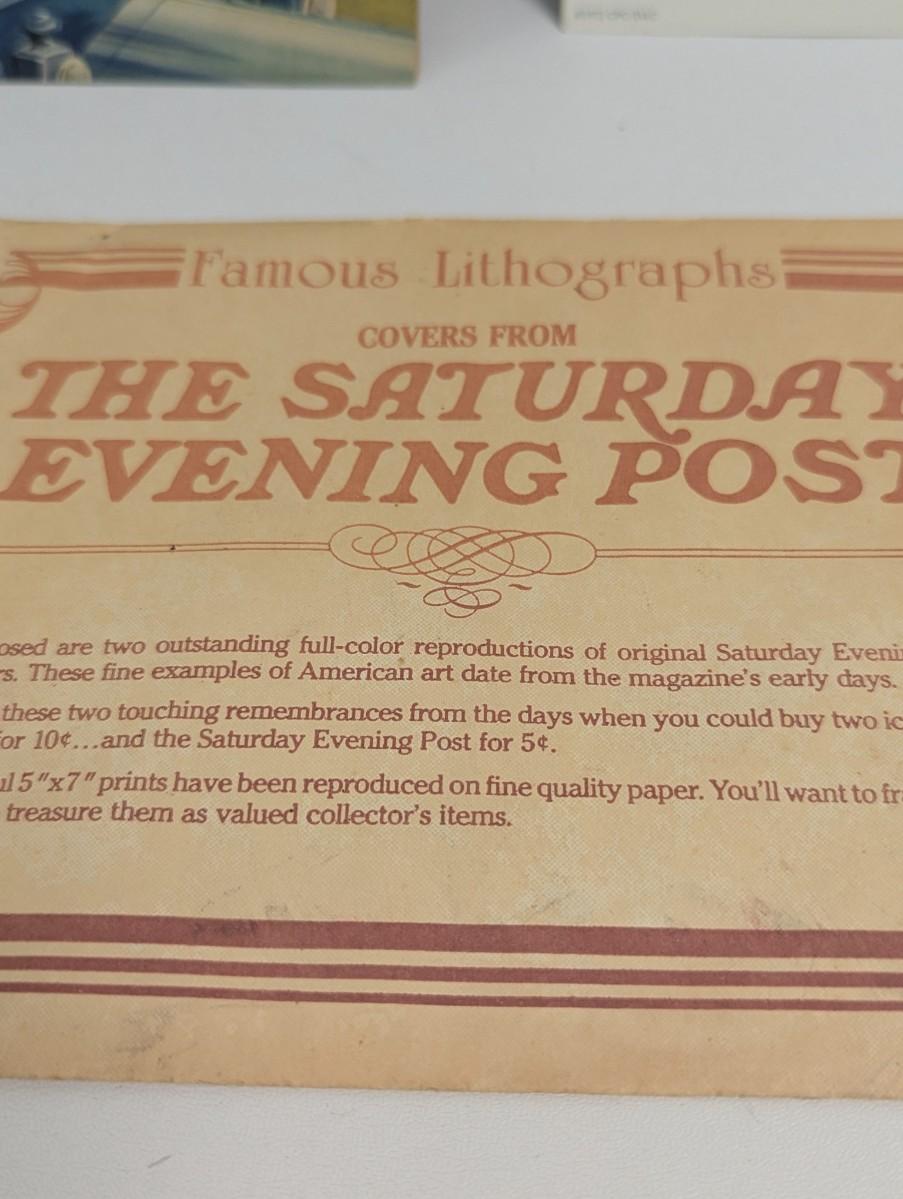 Famous Lithographs
COVERS FROM
THE SATURDAY
EVENING POST
osed are two outstanding full-color reproductions of original Saturday Eveni
rs. These fine examples of American art date from the magazine's early days.
these two touching remembrances from the days when you could buy two ic
or 10¢...and the Saturday Evening Post for 5¢.
ul 5"x7" prints have been reproduced on fine quality paper. You'll want to fr
treasure them as valued collector's items.